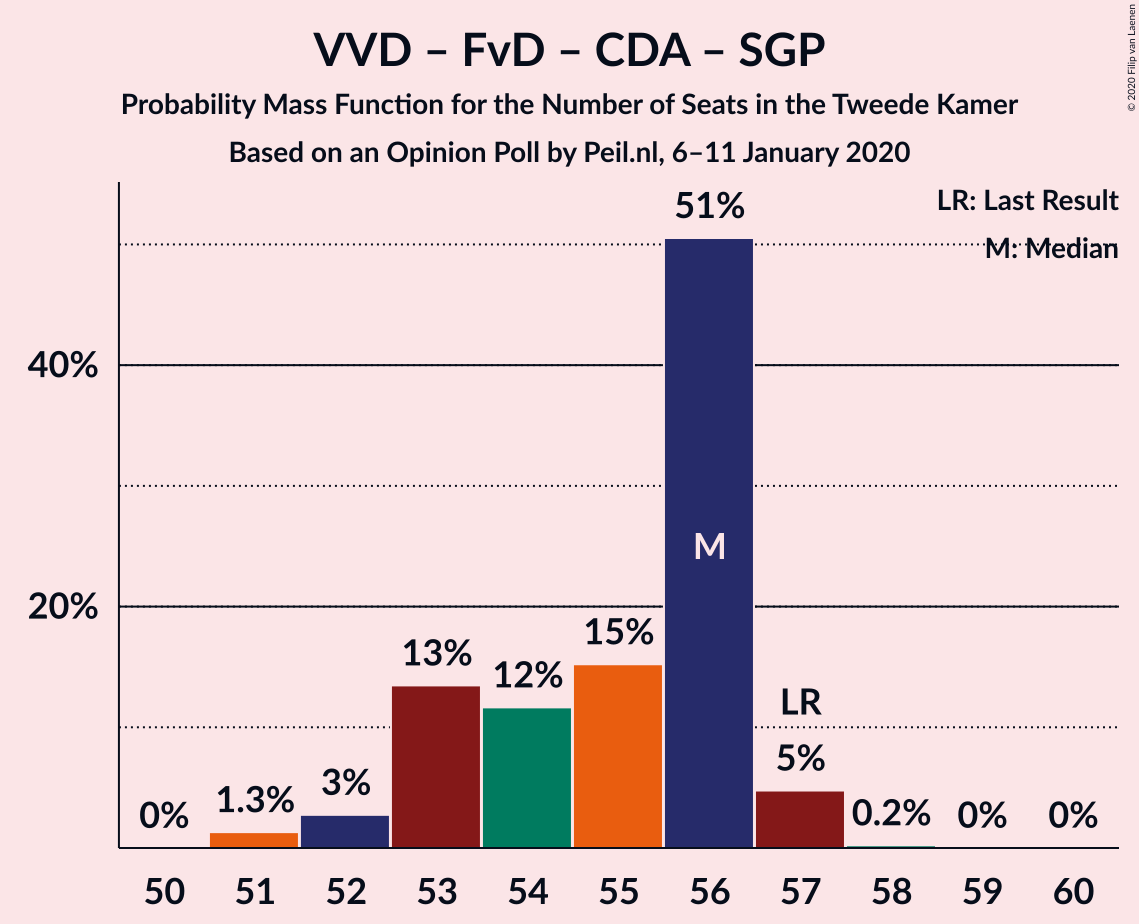 VVD – FvD – CDA – SGP
Probability Mass Function for the Number of Seats in the Tweede Kamer
Based on an Opinion Poll by Peil.nl, 6–11 January 2020
© 2020 Filip van Laenen
LR: Last Result
M: Median
51%
40%
M
20%
15%
13%
12%
LR
5%
3%
1.3%
0%
0.2%
0%
0%
50 51 52 53 54 55 56 57 58 59 60